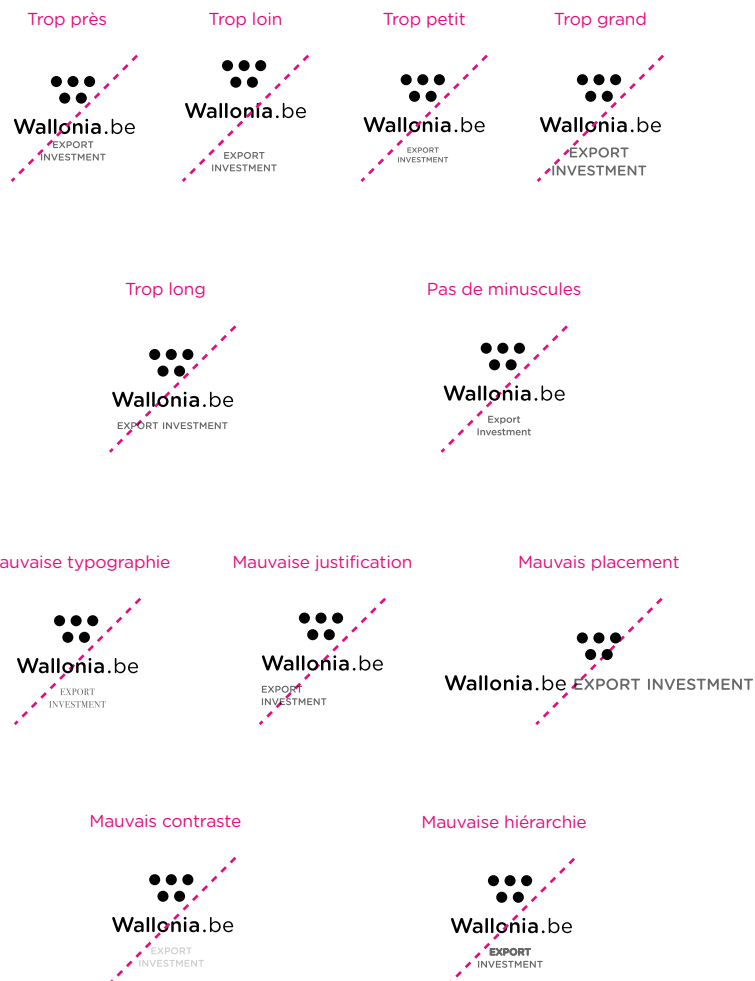 Trop près
Trop loin
Trop petit
Trop grand
Wallonia.be
EXPORT
INVESTMENT
Wallonia.be
EXPORT
INVESTMENT
Wallonia.be
EXPORT
INVESTMENT
Wallonia.be
EXPORT
INVESTMENT
Trop long
Pas de minuscules
Wallonia.be
EXPORT INVESTMENT
Wallonia.be
Export
Investment
auvaise typographie
Mauvaise justification
Mauvais placement
Wallonia.be
EXPORT
INVESTMENT
Wallonia.be
EXPORT
INVESTMENT
Wallonia.be EXPORT INVESTMENT
Mauvais contraste
Mauvaise hiérarchie
Wallonia.be
EXPORT
INVESTMENT
Wallonia.be
EXPORT
INVESTMENT